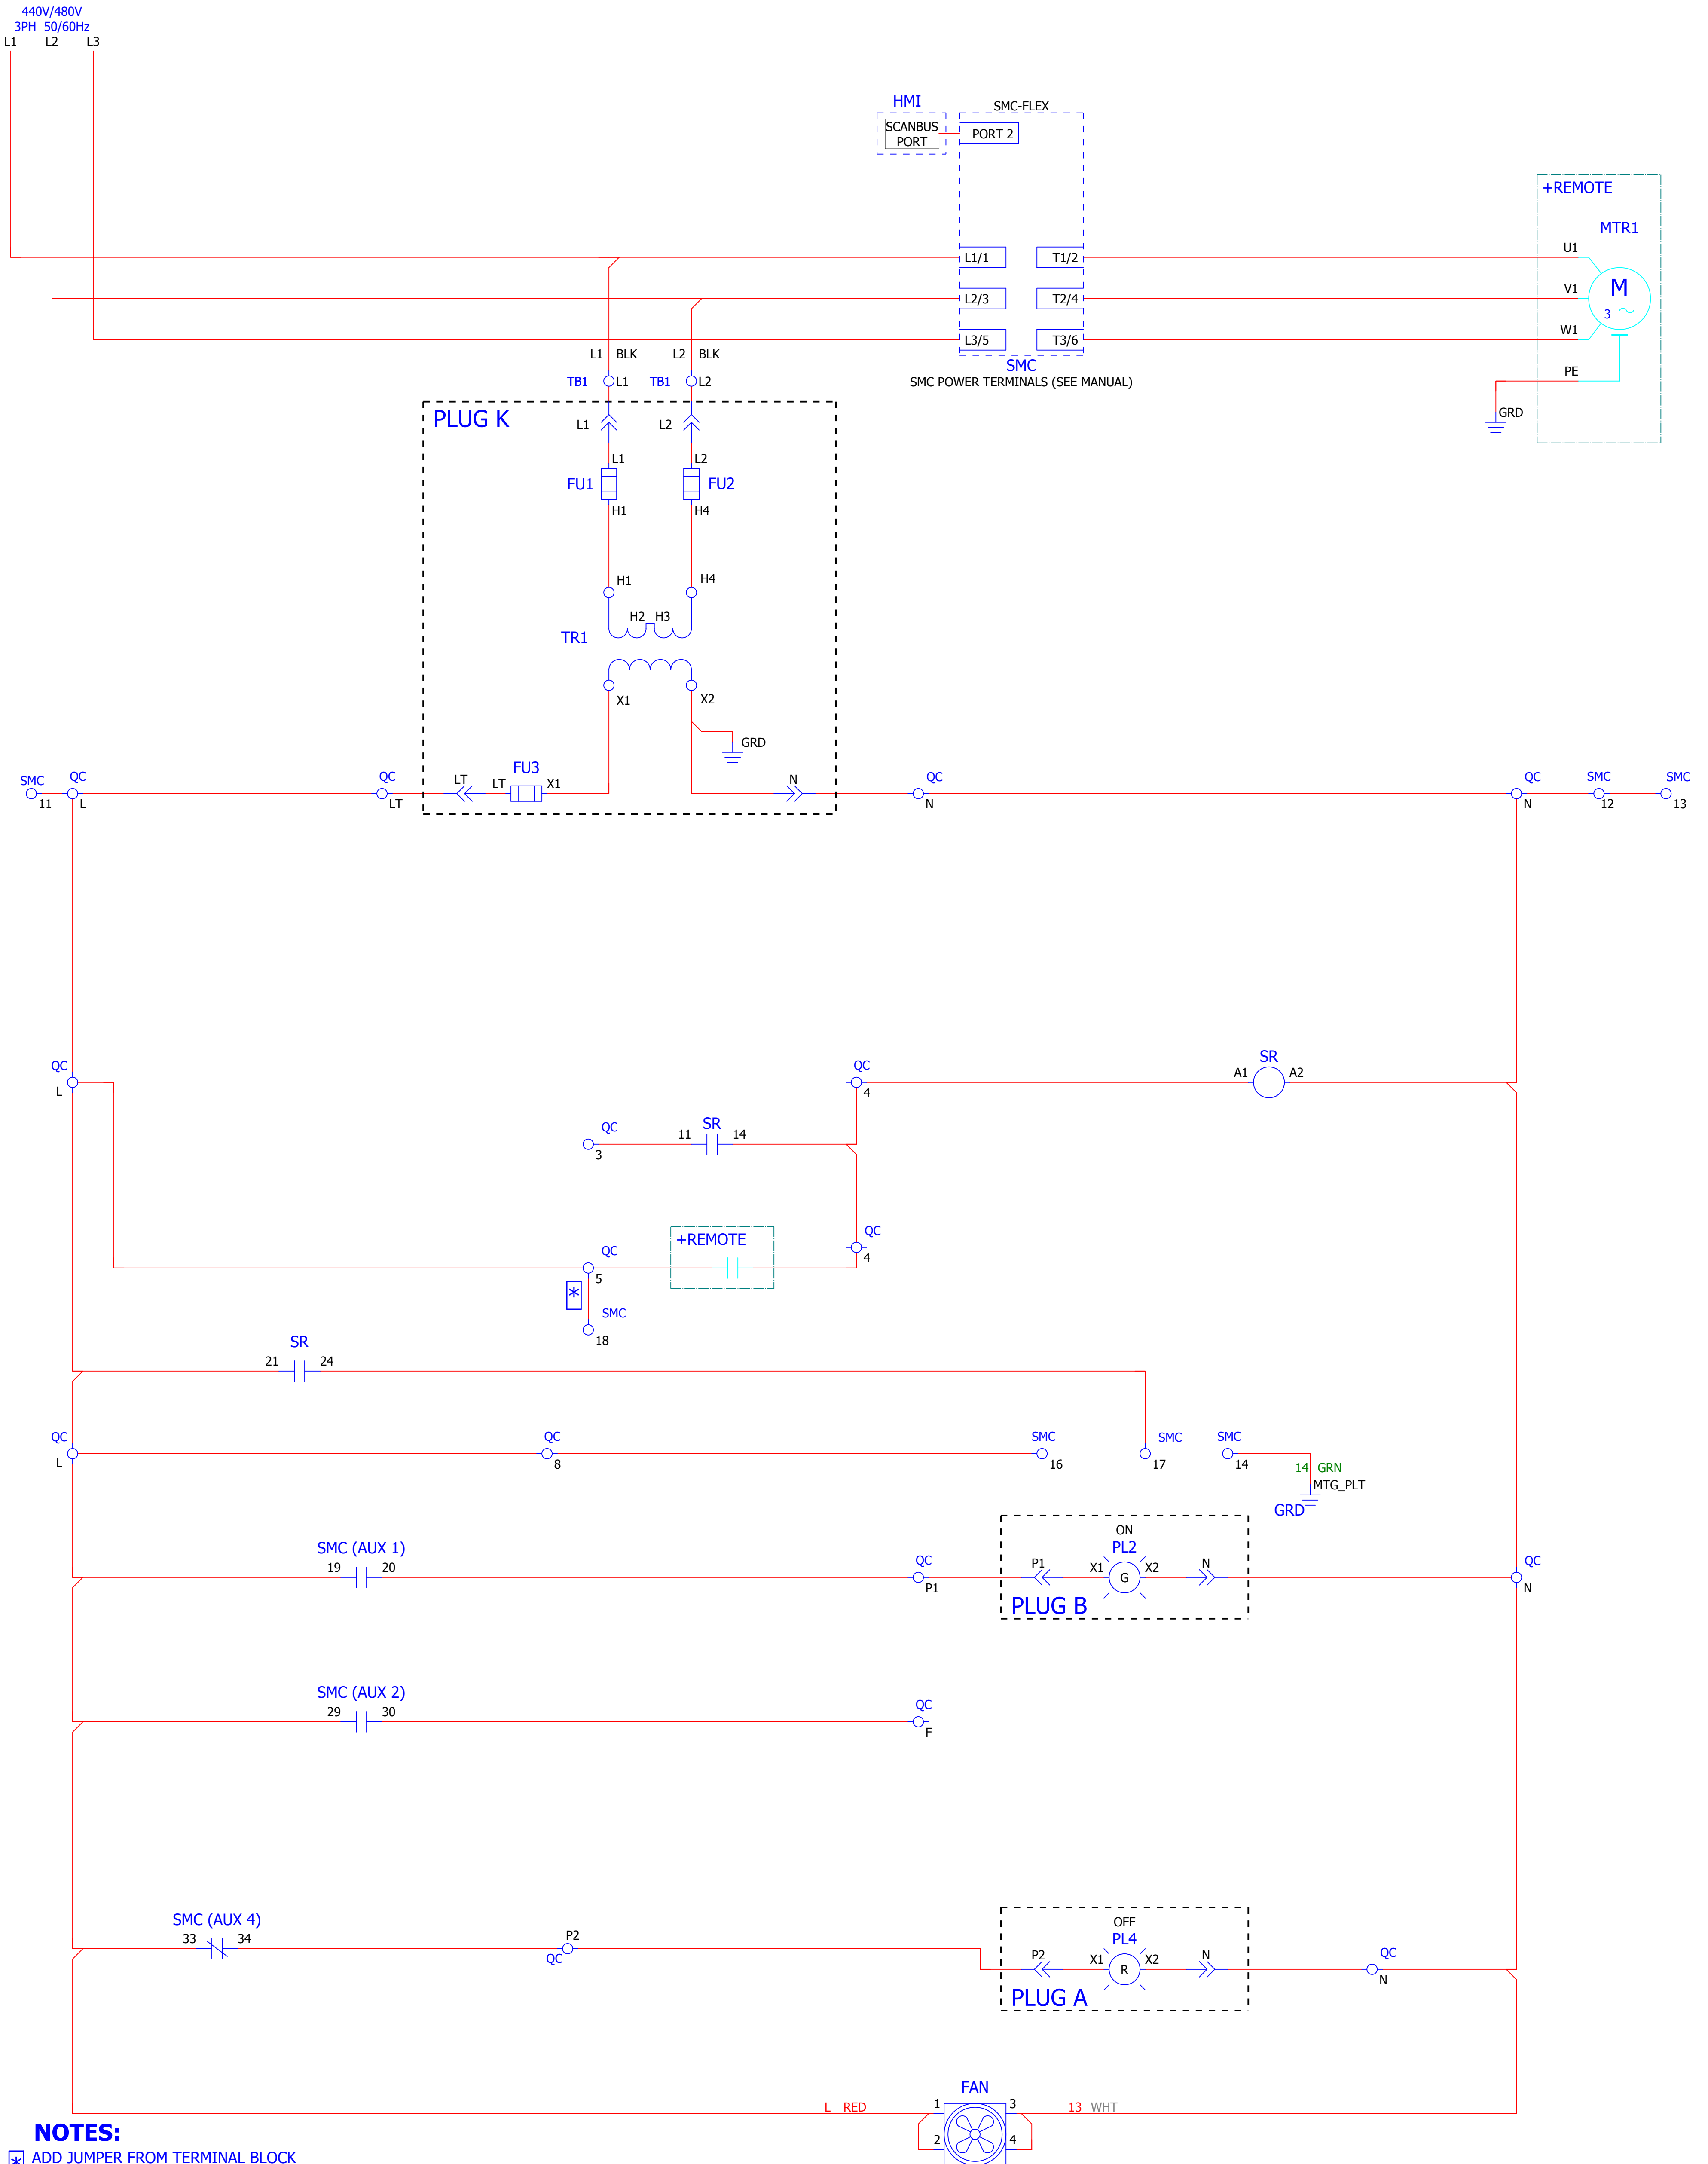 440V/480V
3PH 50/60Hz
L1 L2 L3
HMI
SCANBUS
PORT
SMC-FLEX
PORT 2
+REMOTE
MTR1
L1/1 T1/2 U1
L2/3 T2/4 V1
M
3
L3/5 T3/6 W1
SMC
SMC POWER TERMINALS (SEE MANUAL)
PE
GRD
L1 BLK L2 BLK
TB1 L1 TB1 L2
PLUG K
L1 L2
L1 L2
FU1 FU2
H1 H4
H1 H4
H2 H3
TR1
X1 X2
GRD
SMC QC QC LT LT FU3 X1 N QC QC SMC SMC
11 L LT N N 12 13
QC QC SR
L 4 A1 A2
QC SR
3 11 14
QC
4
+REMOTE
QC
5
*
SMC
18
SR
21 24
QC QC SMC SMC SMC
L 8 16 17 14
14 GRN
MTG_PLT
GRD
SMC (AUX 1)
19 20
QC
P1
ON
PL2
P1 X1 G X2 N
PLUG B
QC
N
SMC (AUX 2)
29 30
QC
F
SMC (AUX 4)
33 34
P2
QC
OFF
PL4
P2 X1 R X2 N
PLUG A
QC
N
FAN
L RED 1 3 13 WHT
2 4
NOTES:
* ADD JUMPER FROM TERMINAL BLOCK